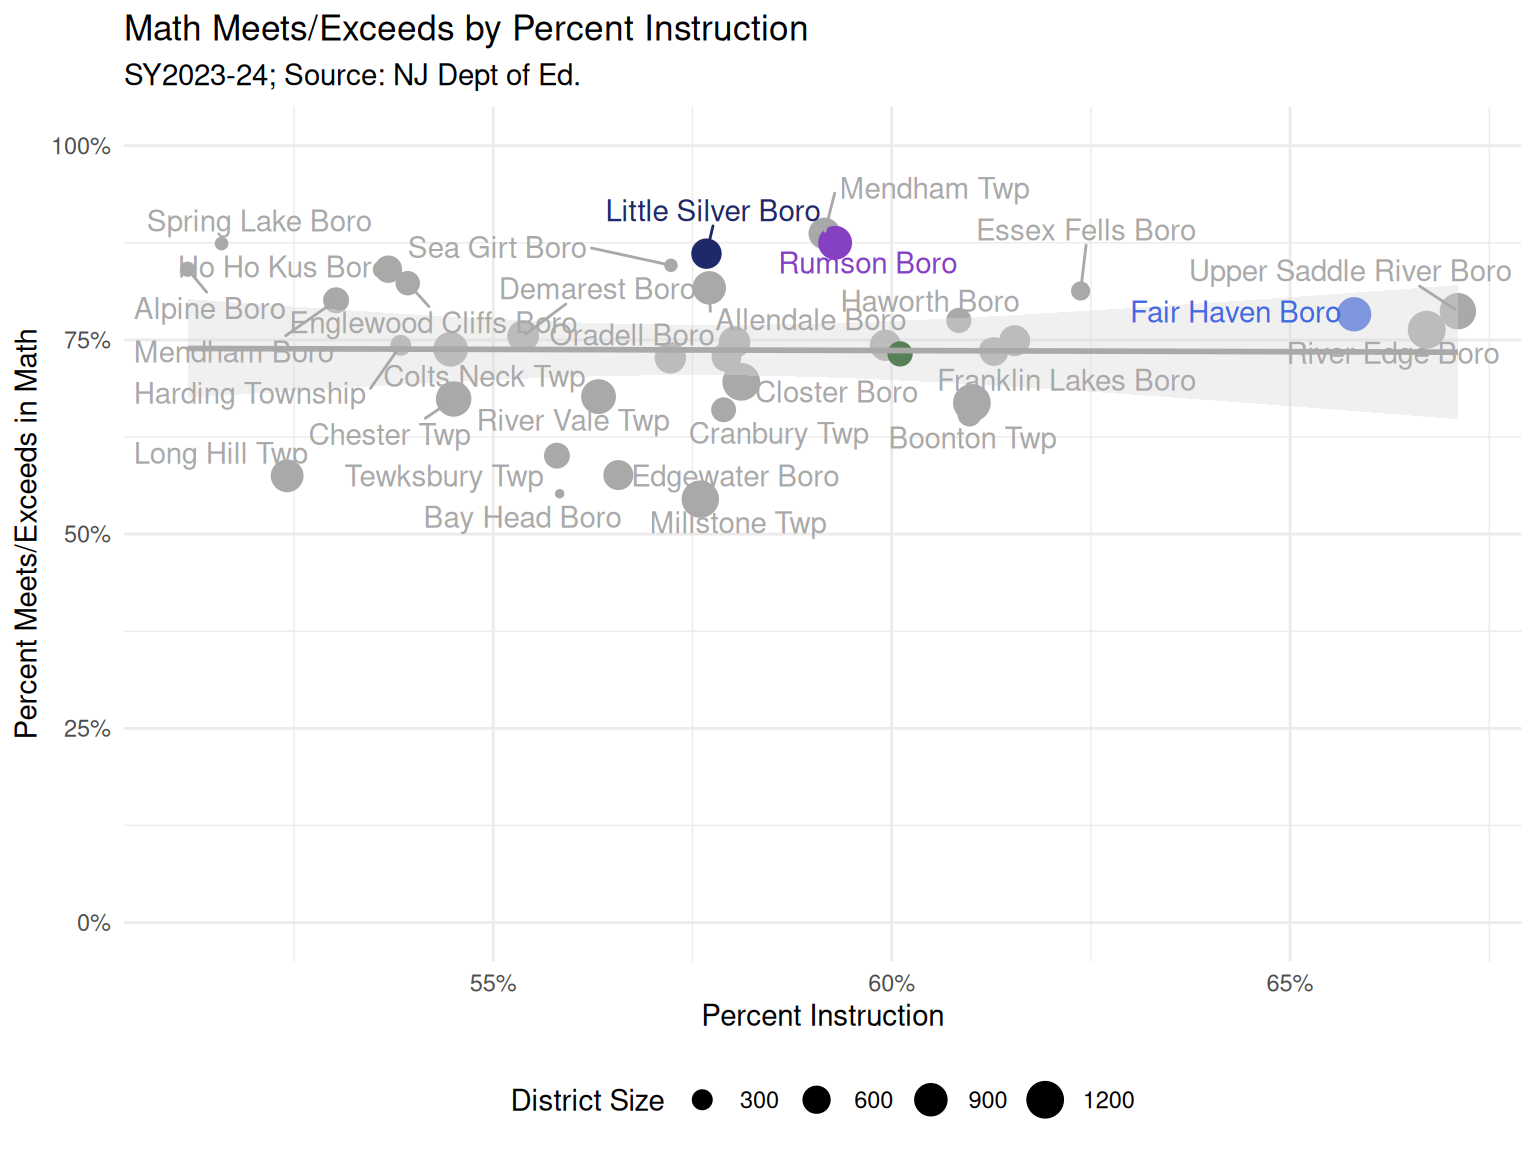 Math Meets/Exceeds by Percent Instruction
SY2023-24; Source: NJ Dept of Ed.
Percent Meets/Exceeds in Math
100%
75%
50%
25%
0%
Mendham Twp
Little Silver Boro
Spring Lake Boro
Essex Fells Boro
Sea Girt Boro
Rumson Boro
Ho Ho Kus Boro
Upper Saddle River Boro
Demarest Boro
Haworth Boro
Alpine Boro
Fair Haven Boro
Englewood Cliffs Boro
Allendale Boro
Oradell Boro
Mendham Boro
River Edge Boro
Colts Neck Twp
Franklin Lakes Boro
Harding Township
Closter Boro
River Vale Twp
Chester Twp
Cranbury Twp
Boonton Twp
Long Hill Twp
Tewksbury Twp
Edgewater Boro
Bay Head Boro
Millstone Twp
55%
60%
65%
Percent Instruction
District Size
300
600
900
1200